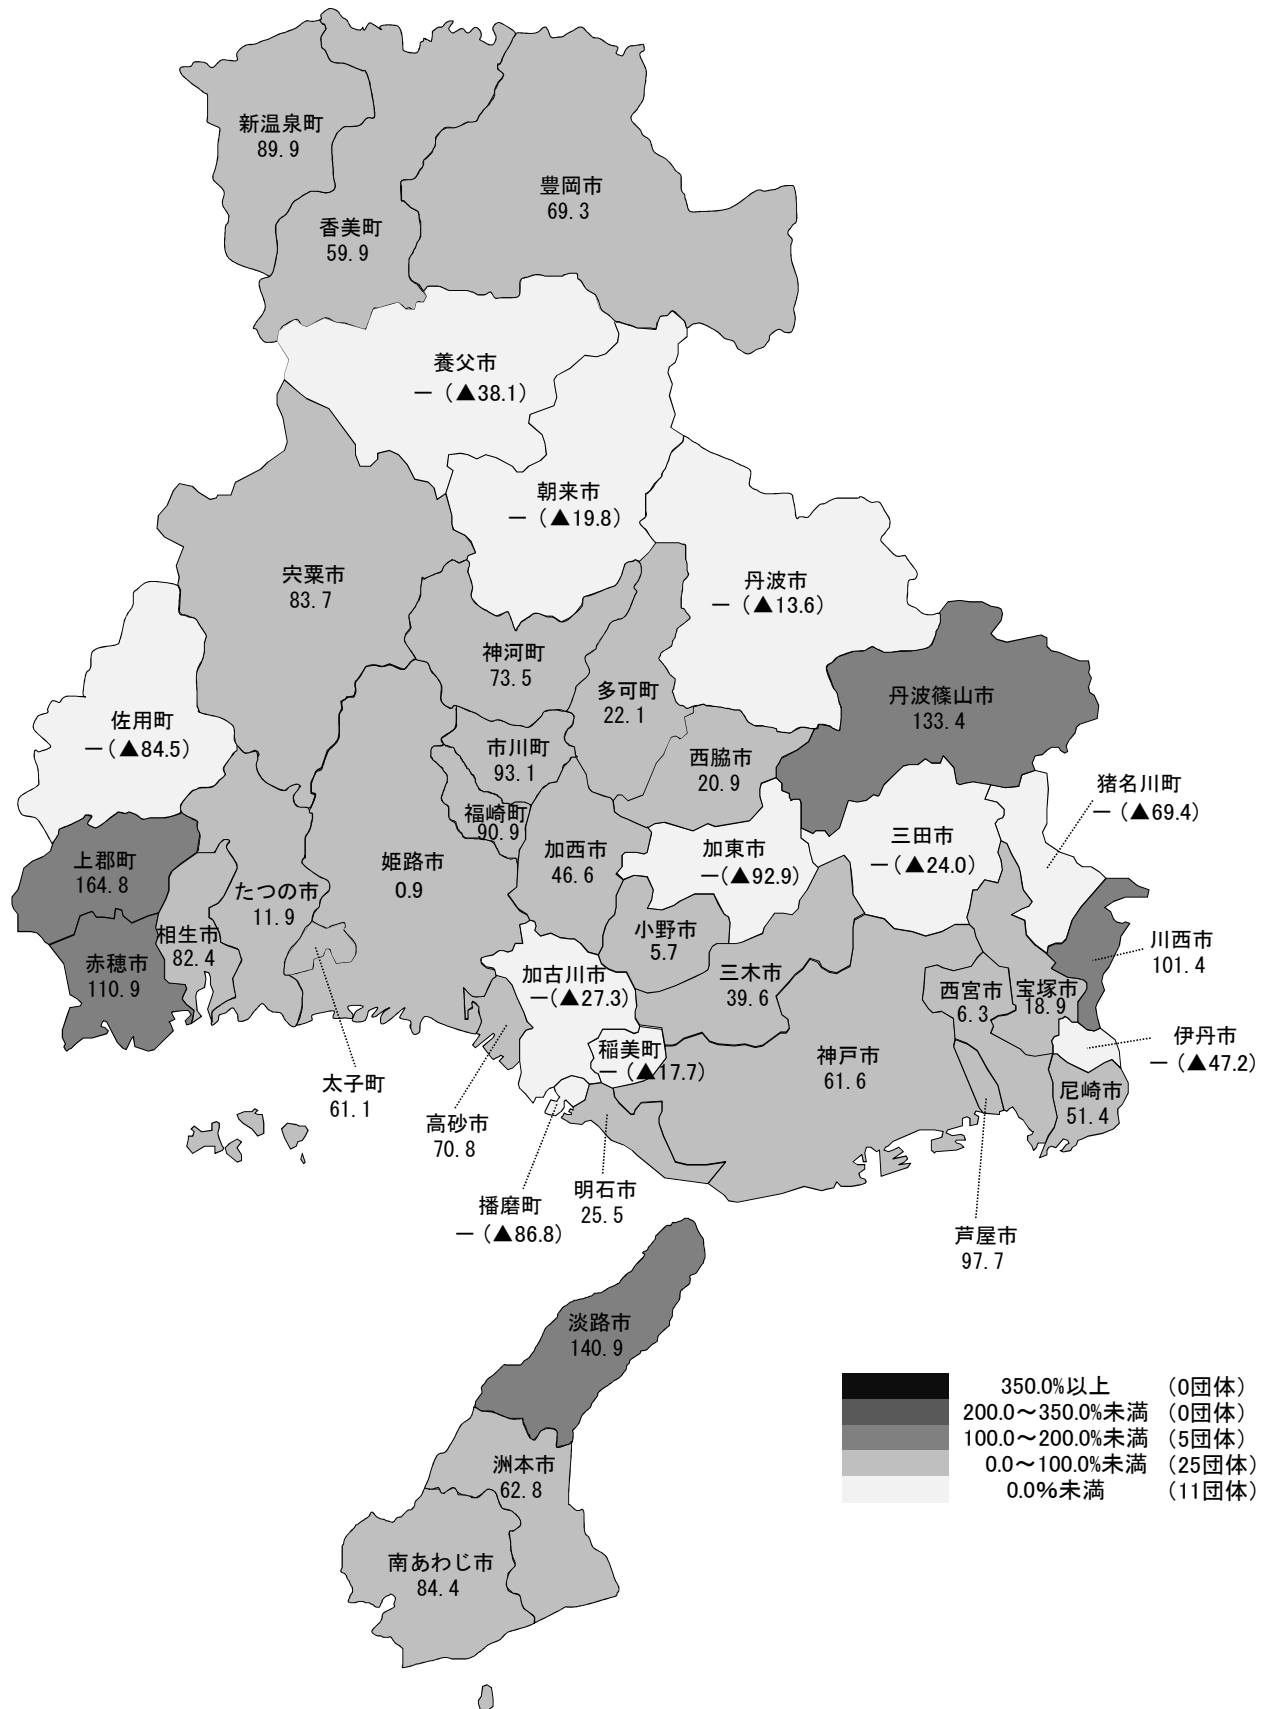 新温泉町
89.9
豊岡市
69.3
香美町
59.9
養父市
－（▲38.1）
朝来市
－（▲19.8）
宍粟市
83.7
丹波市
－（▲13.6）
神河町
73.5
多可町
22.1
丹波篠山市
133.4
佐用町
－（▲84.5）
市川町
93.1
西脇市
20.9
猪名川町
－（▲69.4）
福崎町
90.9
三田市
－（▲24.0）
加東市
－（▲92.9）
加西市
46.6
姫路市
0.9
上郡町
164.8
たつの市
11.9
相生市
82.4
小野市
5.7
川西市
101.4
赤穂市
110.9
加古川市
－（▲27.3）
三木市
39.6
西宮市
6.3
宝塚市
18.9
伊丹市
－（▲47.2）
稲美町
－（▲17.7）
神戸市
61.6
太子町
61.1
尼崎市
51.4
高砂市
70.8
明石市
25.5
播磨町
－（▲86.8）
芦屋市
97.7
淡路市
140.9
350.0%以上 （0団体）
200.0～350.0%未満 （0団体）
100.0～200.0%未満 （5団体）
0.0～100.0%未満 （25団体）
0.0%未満 （11団体）
洲本市
62.8
南あわじ市
84.4